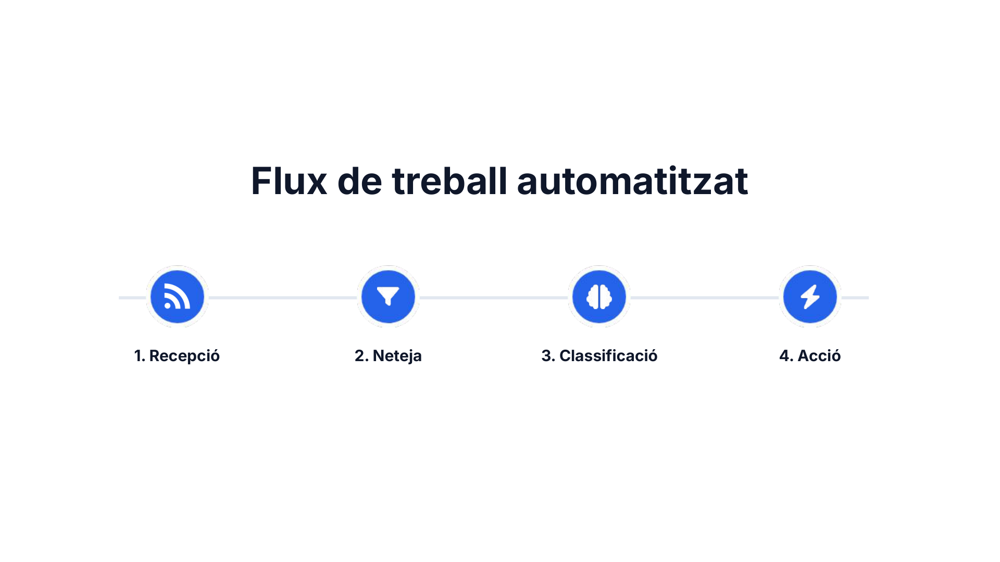 Flux de treball automatitzat
1. Recepció
2. Neteja
3. Classificació
4. Acció